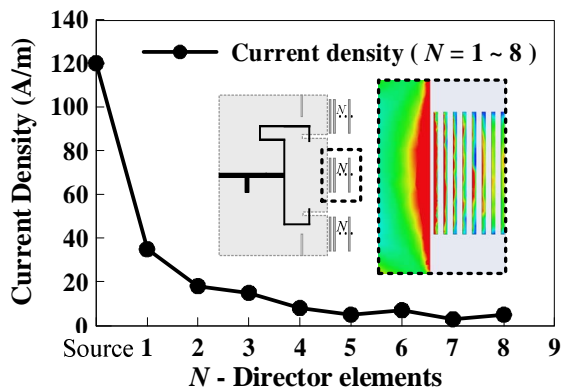 140
120
100
80
60
40
20
0
Current Density (A/m)
Current density ( N = 1 ~ 8 )
N
N
N
Source 1 2 3 4 5 6 7 8 9
N - Director elements